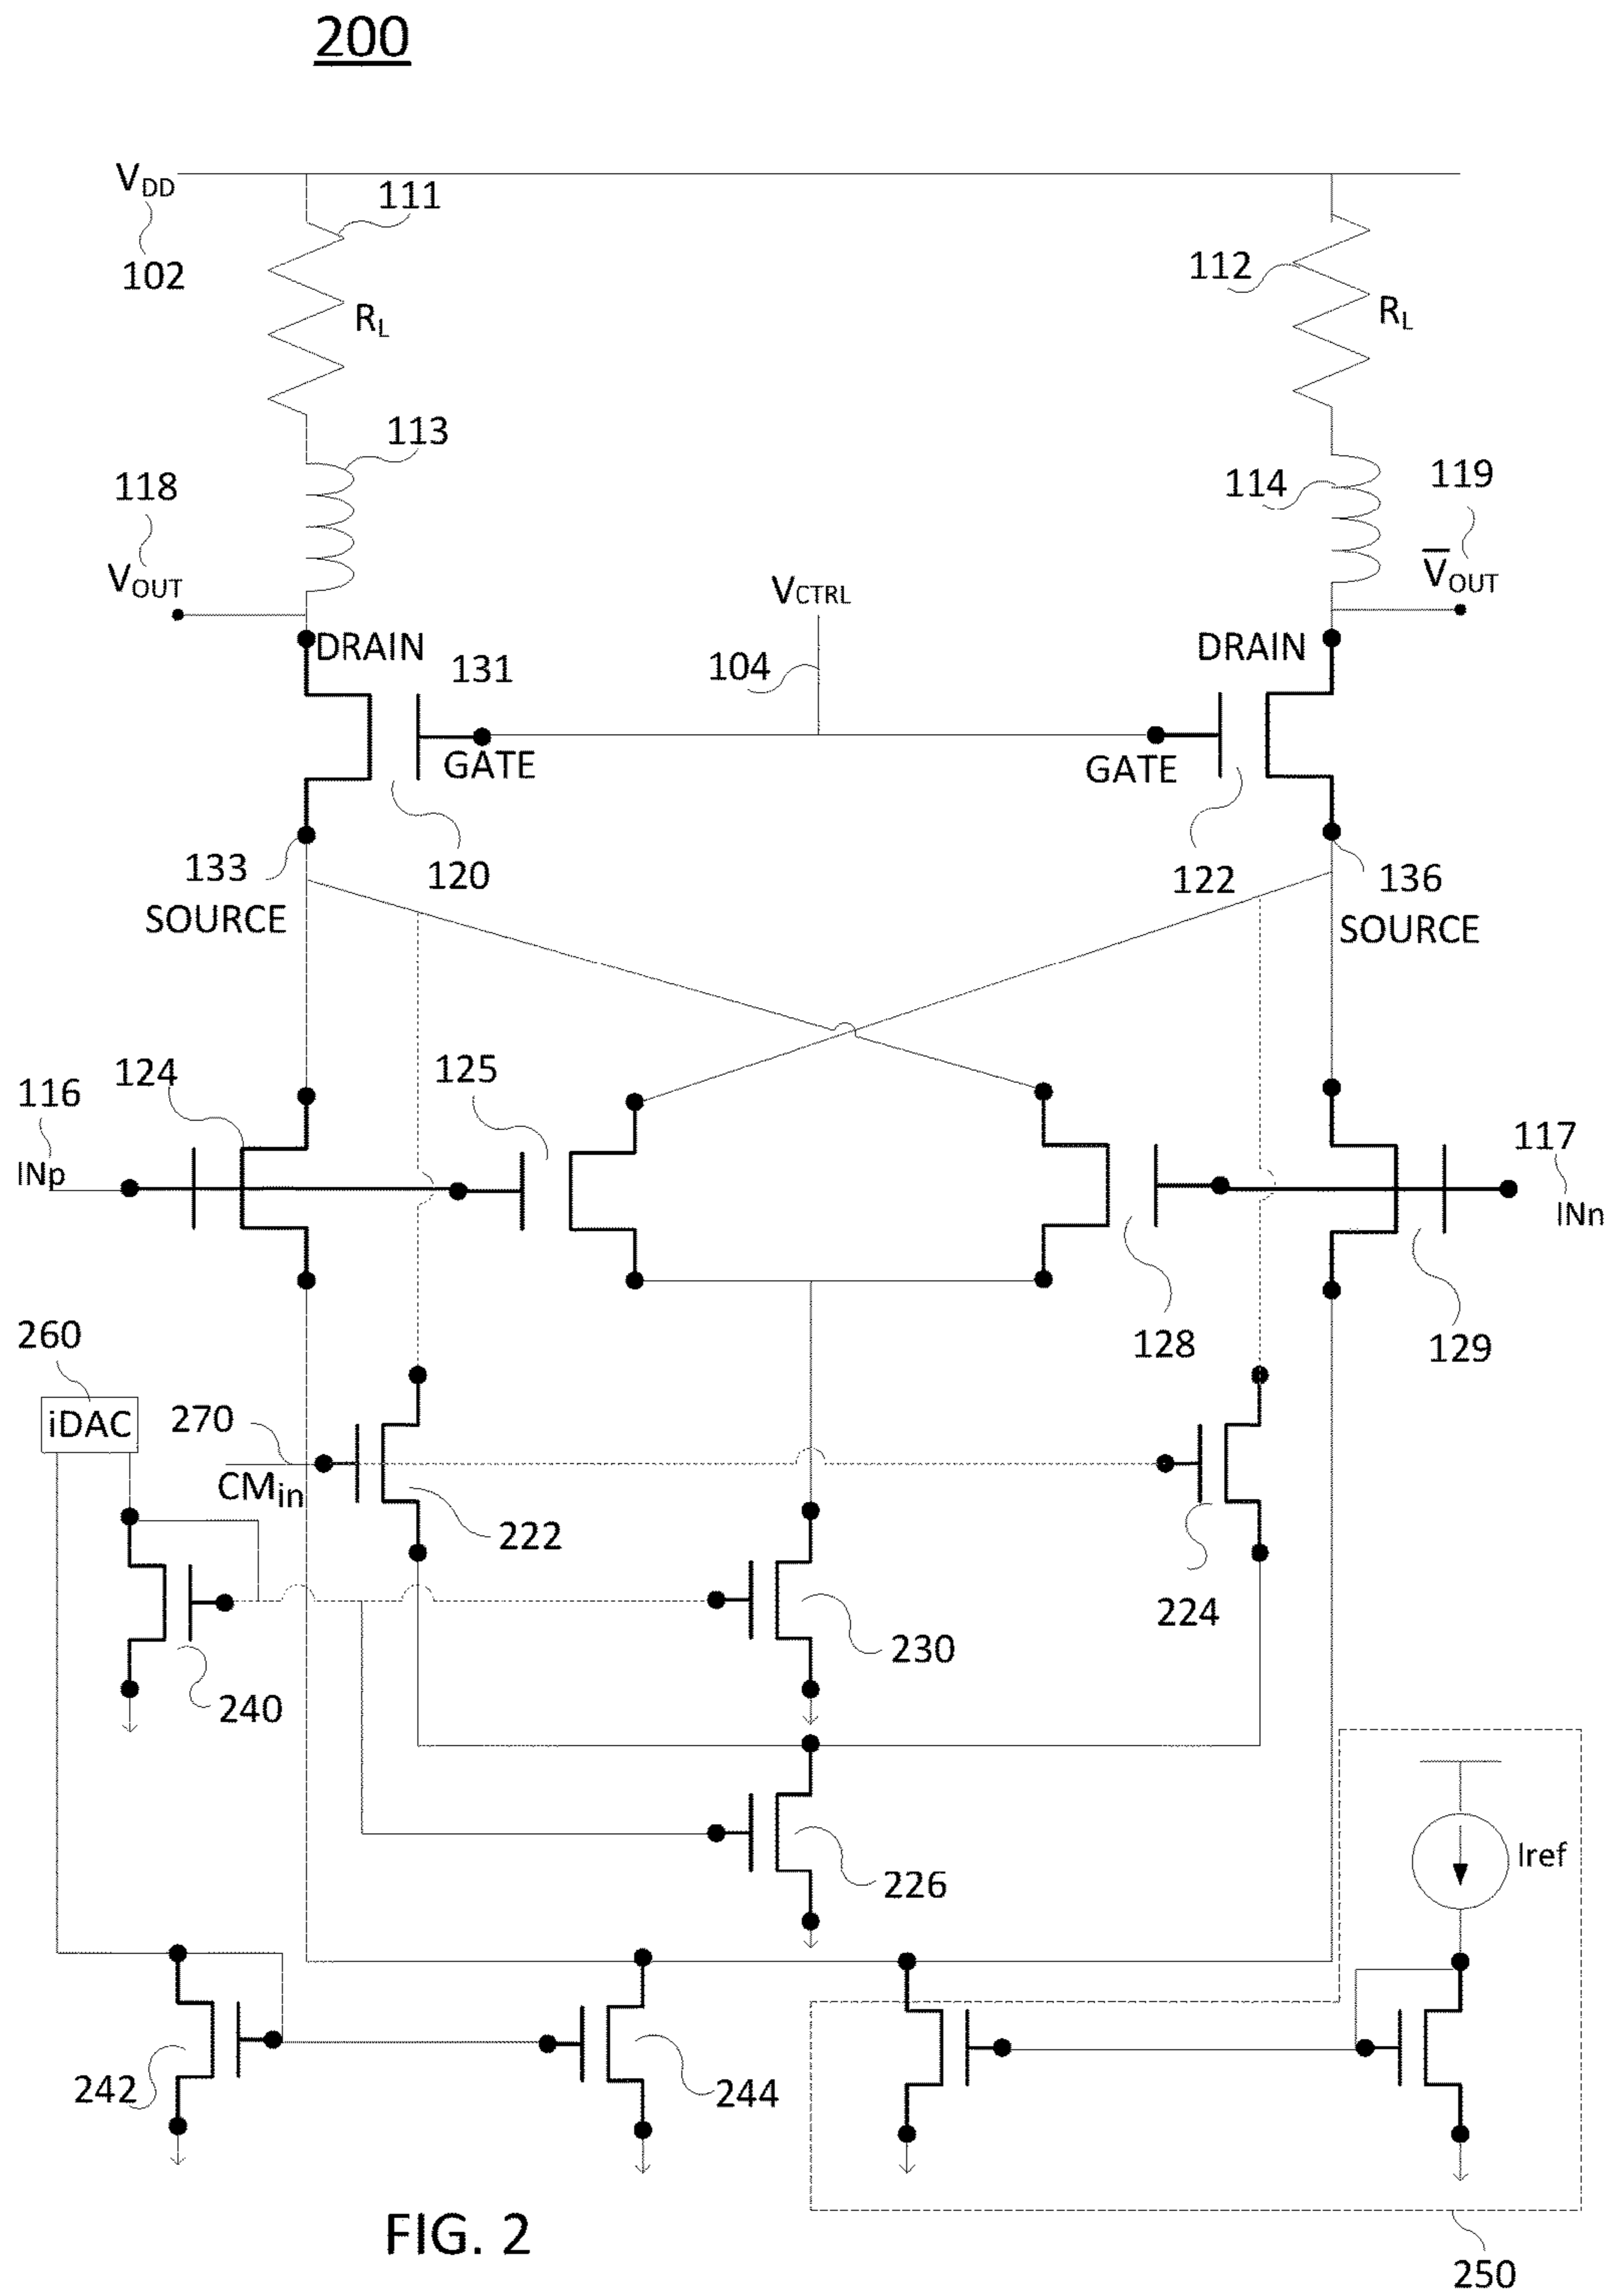 200
VDD
111
102
112
RL
RL
113
118
114
119
VOUT
V̅OUT
VCTRL
DRAIN
131
104
DRAIN
GATE
GATE
133
120
122
136
SOURCE
SOURCE
116
124
125
117
INp
INn
128
129
260
iDAC
270
CMin
222
224
230
240
226
Iref
242
244
FIG. 2
250